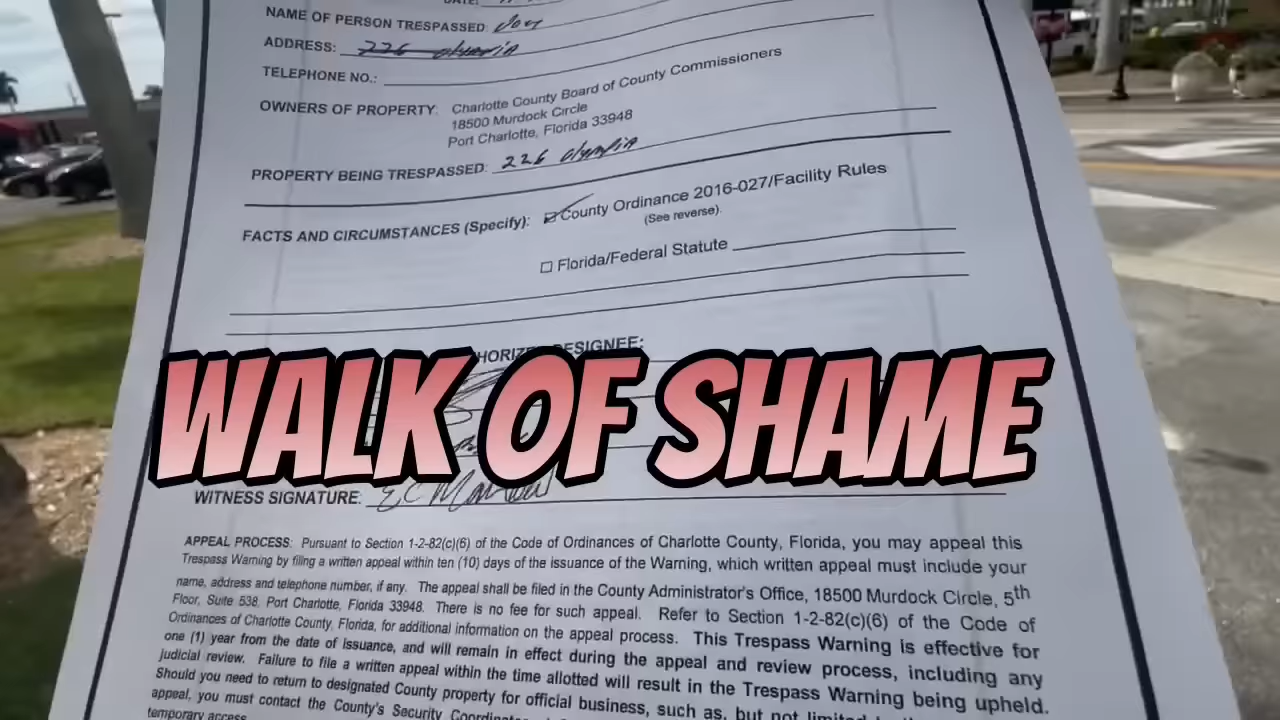 DATE:
NAME OF PERSON TRESPASSED:
ADDRESS: 226 Olympia
TELEPHONE NO.:
OWNERS OF PROPERTY: Charlotte County Board of County Commissioners
18500 Murdock Circle
Port Charlotte, Florida 33948
PROPERTY BEING TRESPASSED: 226 Olympia
FACTS AND CIRCUMSTANCES (Specify): County Ordinance 2016-027/Facility Rules
(See reverse).
Florida/Federal Statute
DESIGNEE:
WALK OF SHAME
WITNESS SIGNATURE:
APPEAL PROCESS: Pursuant to Section 1-2-82(c)(6) of the Code of Ordinances of Charlotte County, Florida, you may appeal this
Trespass Warning by filing a written appeal within ten (10) days of the issuance of the Warning, which written appeal must include your
name, address and telephone number, if any. The appeal shall be filed in the County Administrator's Office, 18500 Murdock Circle, 5th
Floor, Suite 538, Port Charlotte, Florida 33948. There is no fee for such appeal. Refer to Section 1-2-82(c)(6) of the Code of
Ordinances of Charlotte County, Florida, for additional information on the appeal process. This Trespass Warning is effective for
one (1) year from the date of issuance, and will remain in effect during the appeal and review process, including any
judicial review. Failure to file a written appeal within the time allotted will result in the Trespass Warning being upheld.
Should you need to return to designated County property for official business, such as, but not limited
appeal, you must contact the County's Security
temporary access.